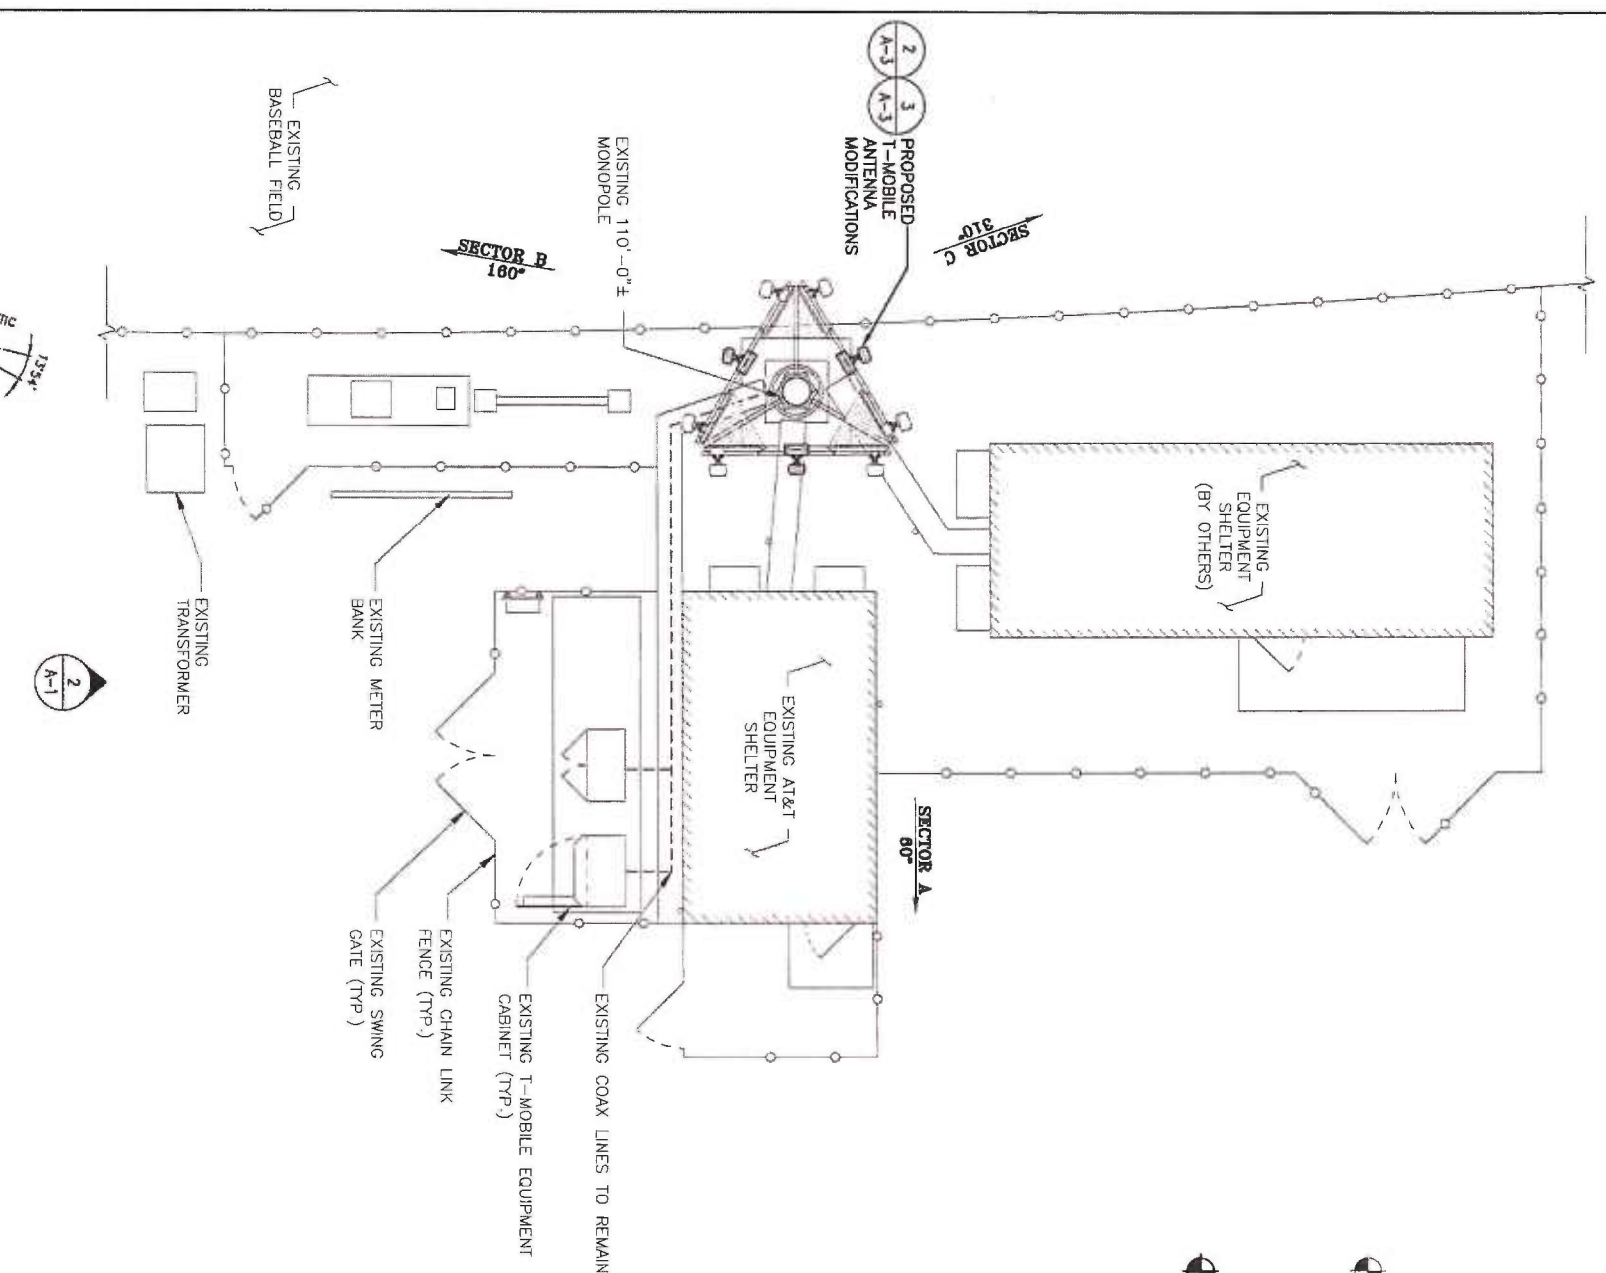 2
A-3
3
A-3
PROPOSED
T-MOBILE
ANTENNA
MODIFICATIONS
SECTOR C
310°
EXISTING 110'-0"±
MONOPOLE
SECTOR B
160°
EXISTING
BASEBALL FIELD
13°54'
EXISTING
EQUIPMENT
SHELTER
(BY OTHERS)
EXISTING AT&T
EQUIPMENT
SHELTER
SECTOR A
60°
EXISTING METER
BANK
EXISTING
TRANSFORMER
2
A-1
EXISTING COAX LINES TO REMAIN
EXISTING T-MOBILE EQUIPMENT
CABINET (TYP.)
EXISTING CHAIN LINK
FENCE (TYP.)
EXISTING SWING
GATE (TYP.)